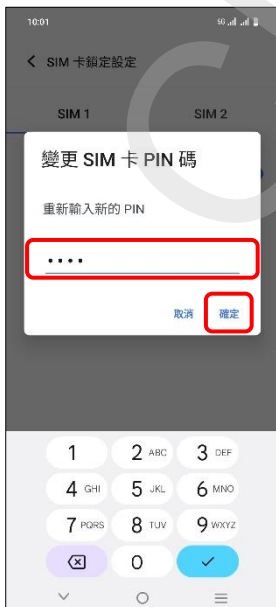 10:01
5G
SIM 卡鎖定設定
SIM 1 SIM 2
變更 SIM 卡 PIN 碼
重新輸入新的 PIN
••••
取消 確定
1 2 ABC 3 DEF
4 GHI 5 JKL 6 MNO
7 PQRS 8 TUV 9 WXYZ
0